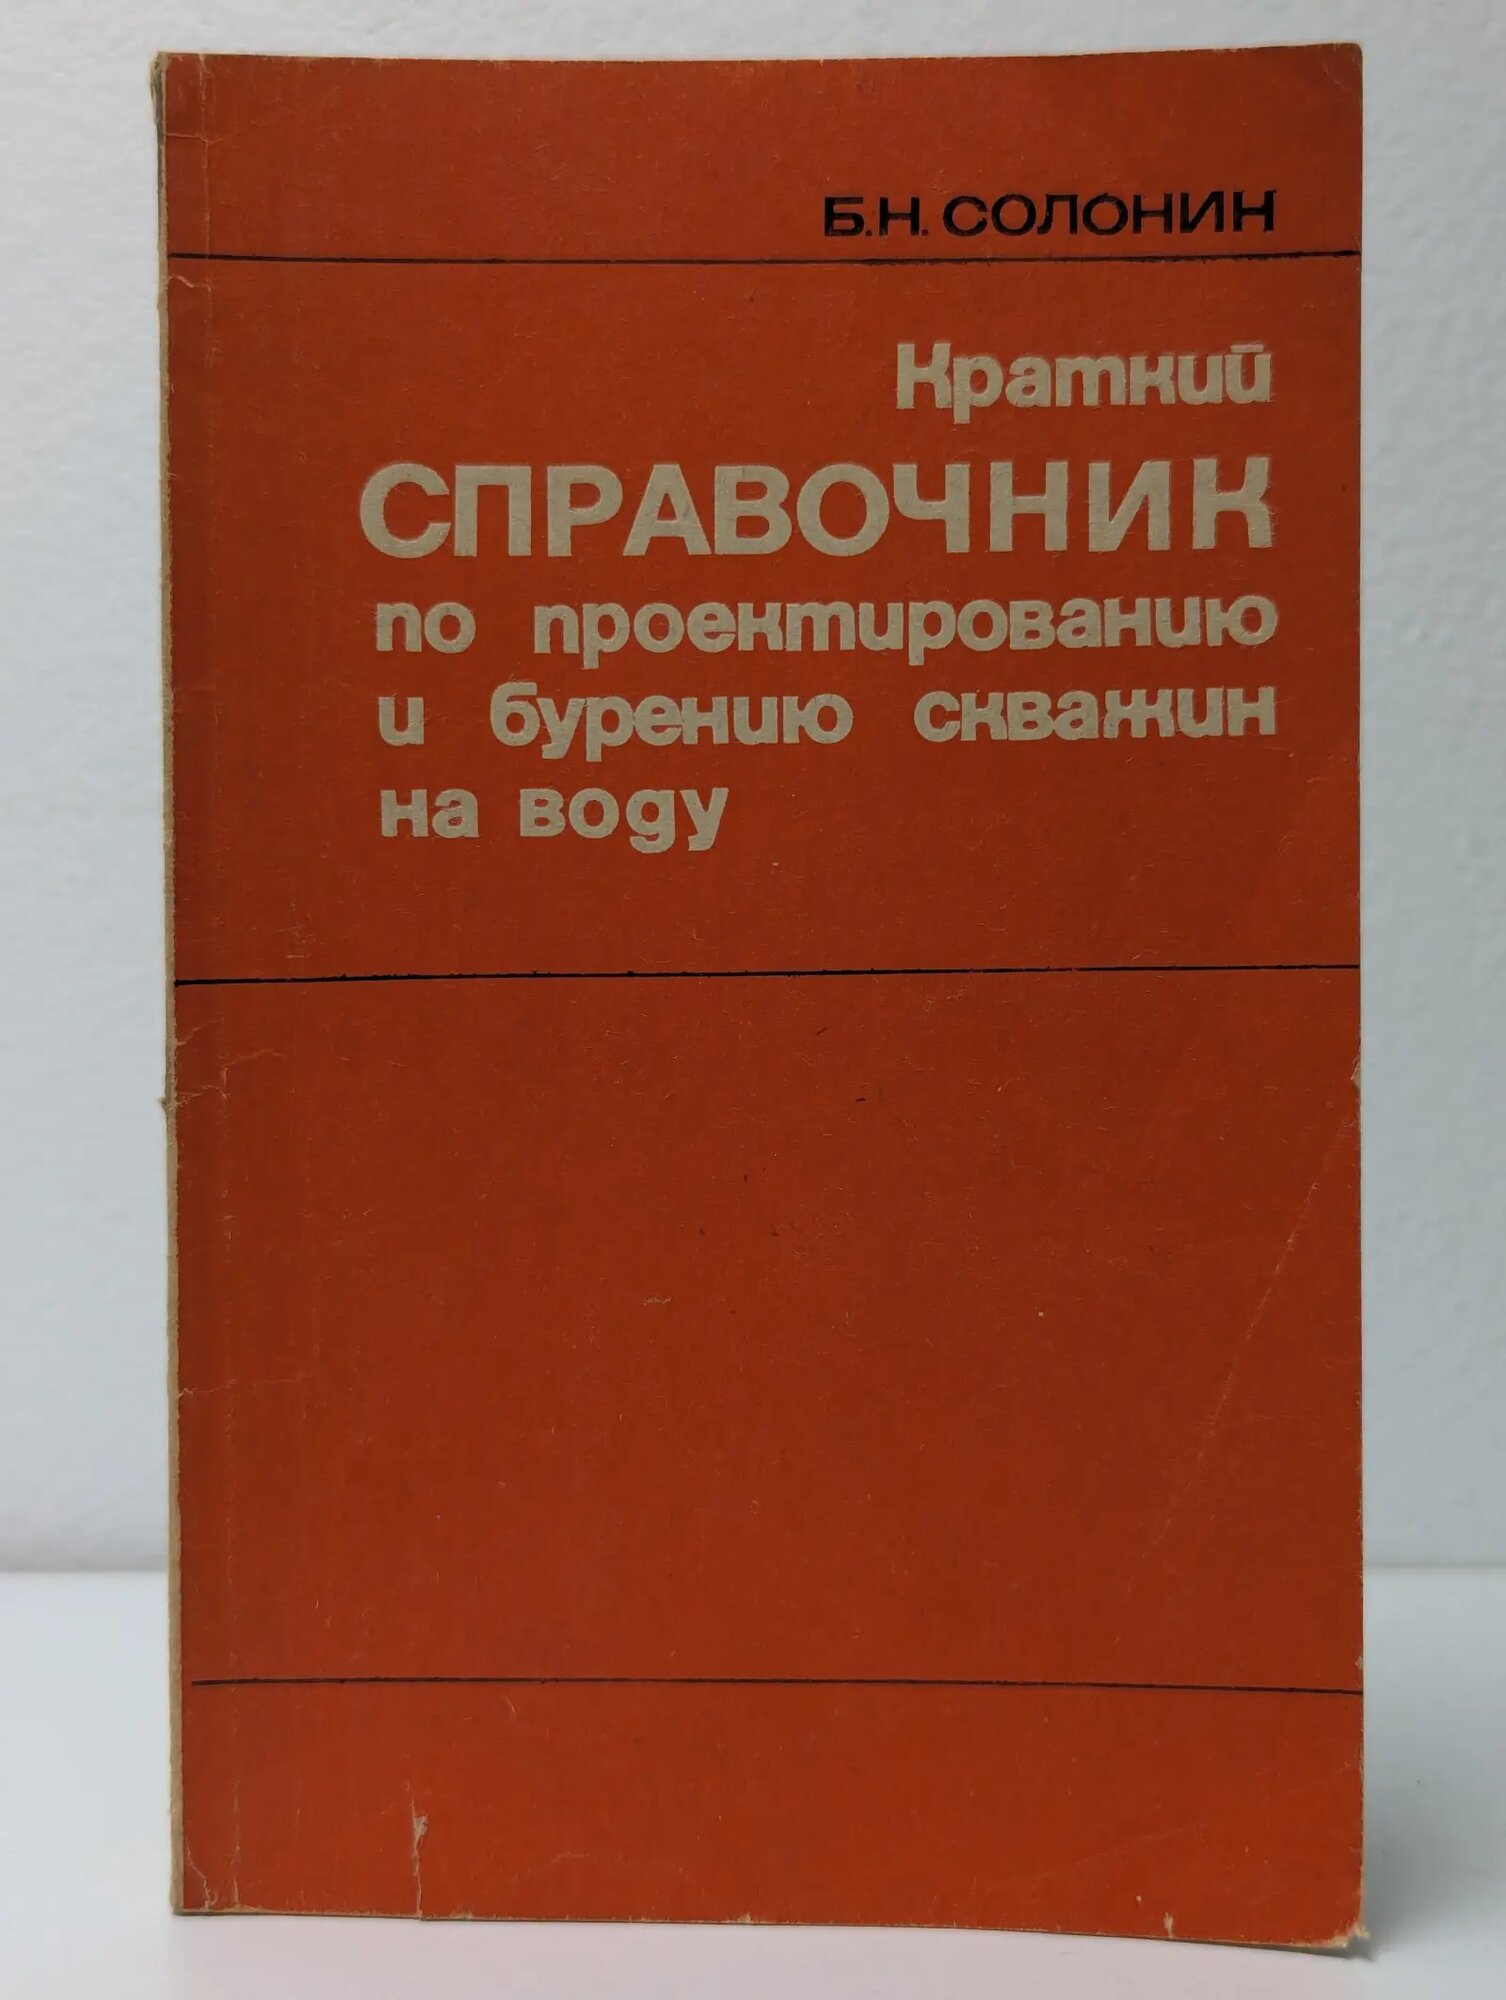 Б.Н. СОЛОНИН
Краткий
СПРАВОЧНИК
по проектированию
и бурению скважин
на воду